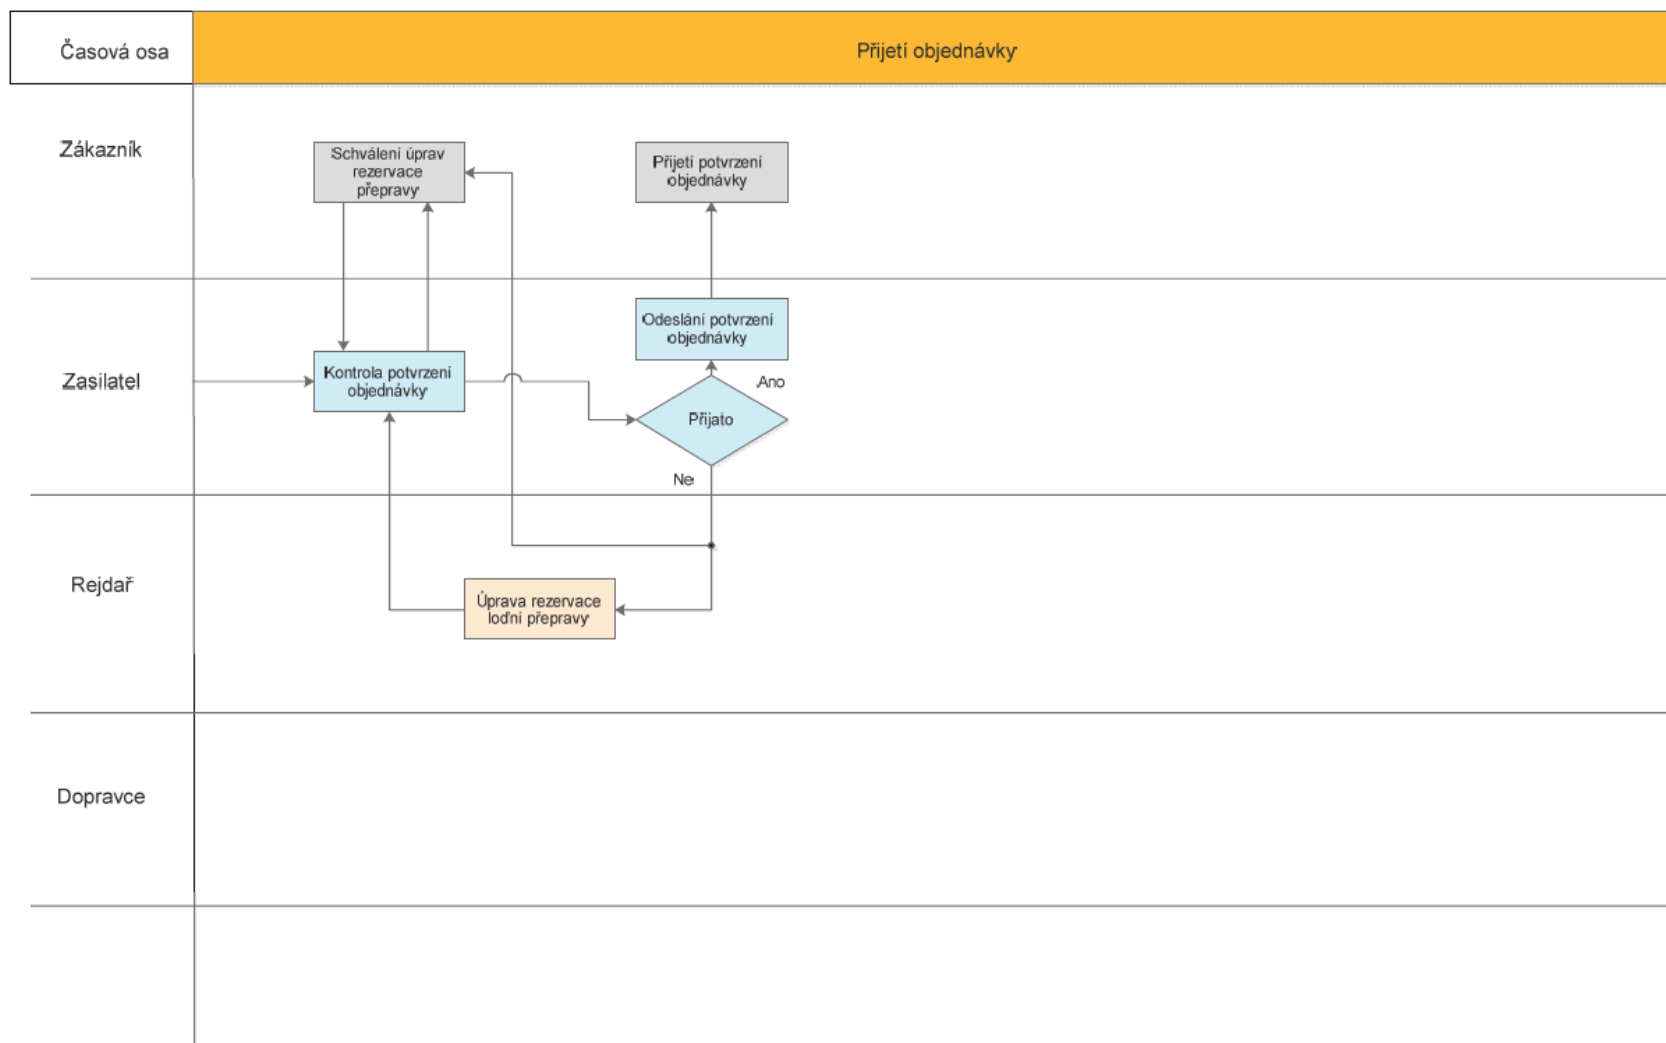 Časová osa
Přijetí objednávky
Zákazník
Schválení úprav
rezervace
přepravy
Přijetí potvrzení
objednávky
Zasilatel
Odeslání potvrzení
objednávky
Kontrola potvrzení
objednávky
Ano
Přijato
Ne
Rejdař
Úprava rezervace
lodní přepravy
Dopravce